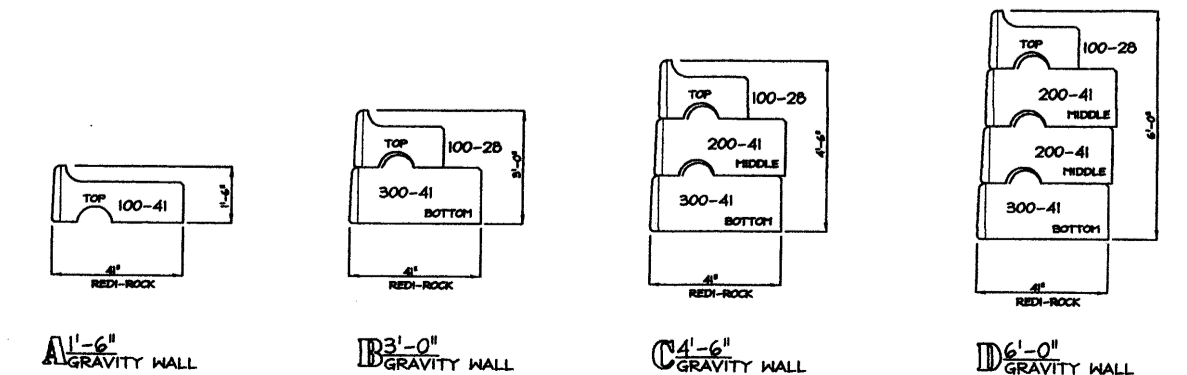 TOP
100-41
1'-6"
41"
REDI-ROCK
A 1'-6"
GRAVITY WALL
TOP
100-28
300-41
BOTTOM
3'-0"
41"
REDI-ROCK
B 3'-0"
GRAVITY WALL
TOP
100-28
200-41
MIDDLE
300-41
BOTTOM
4'-6"
41"
REDI-ROCK
C 4'-6"
GRAVITY WALL
TOP
100-28
200-41
MIDDLE
200-41
MIDDLE
300-41
BOTTOM
6'-0"
41"
REDI-ROCK
D 6'-0"
GRAVITY WALL